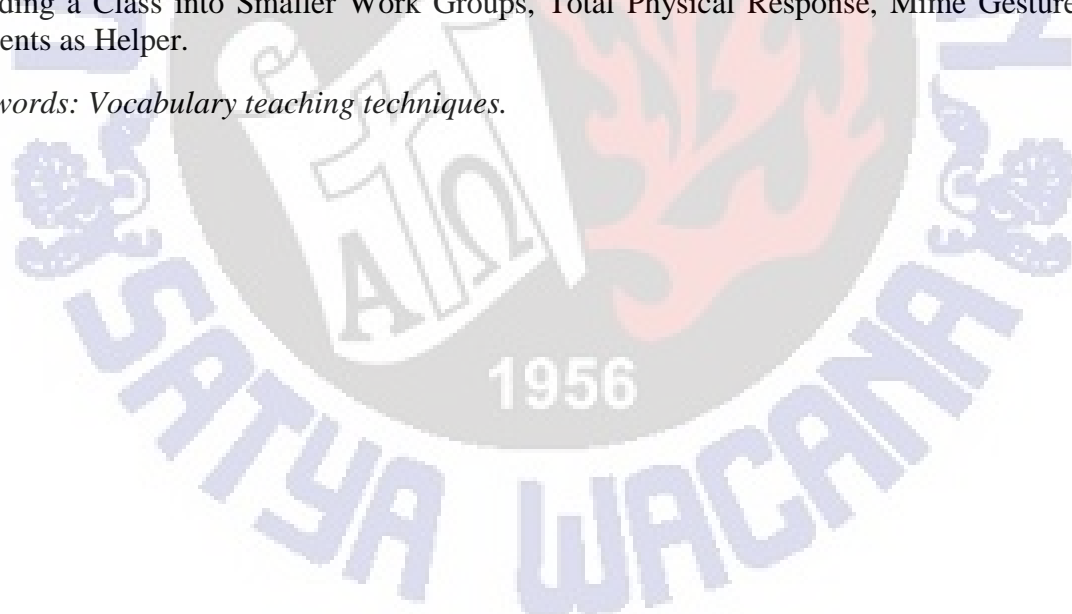 ding a Class into Smaller Work Groups, Total Physical Response, Mime Gesture
ents as Helper.
words: Vocabulary teaching techniques.
Α Ω
1956
SATYA WACANA